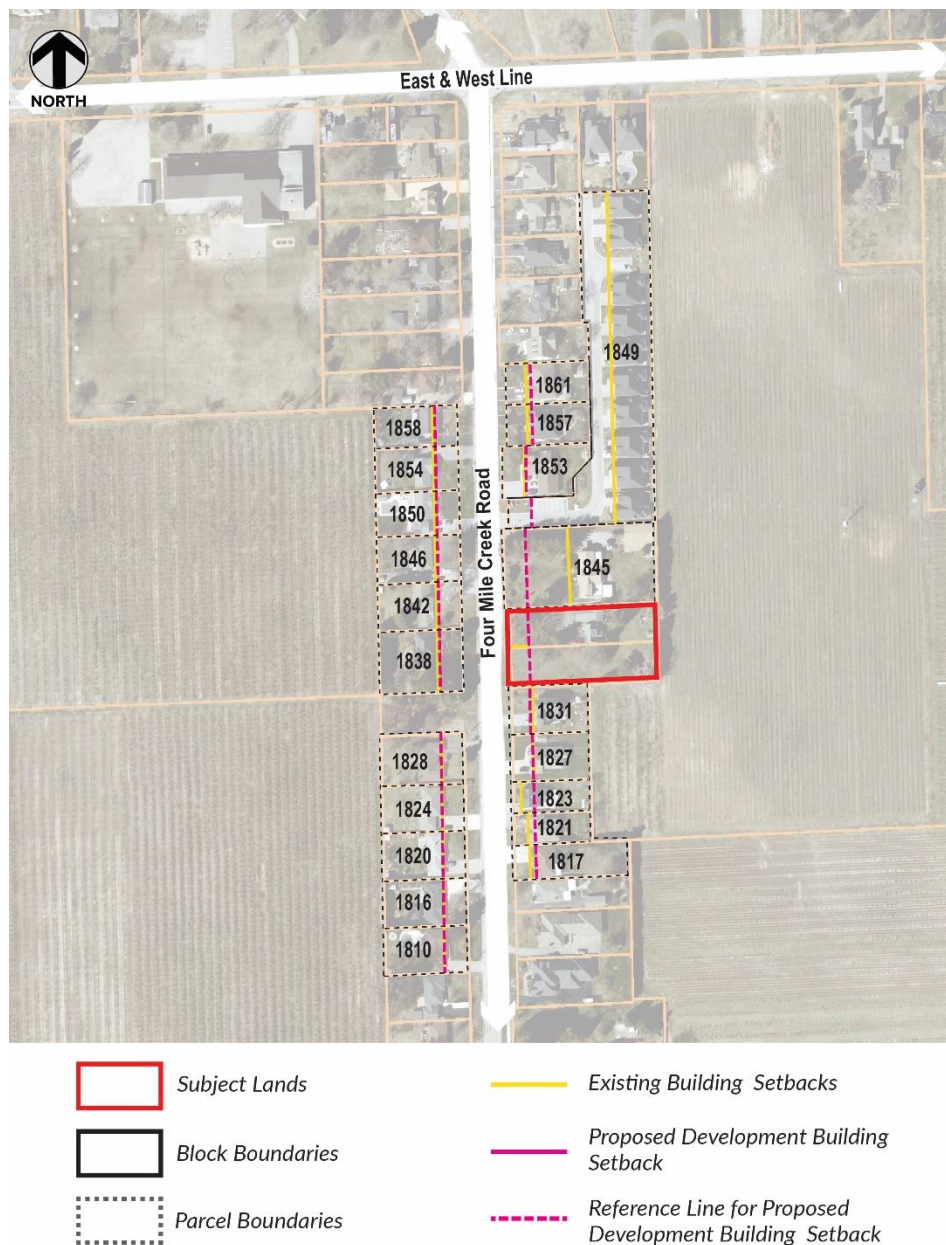 NORTH
East & West Line
1849
1861
1857
1853
1858
1854
1850
1846
1842
1838
Four Mile Creek Road
1845
1831
1827
1823
1821
1817
1828
1824
1820
1816
1810
Subject Lands
Existing Building Setbacks
Block Boundaries
Proposed Development Building
Setback
Parcel Boundaries
Reference Line for Proposed
Development Building Setback